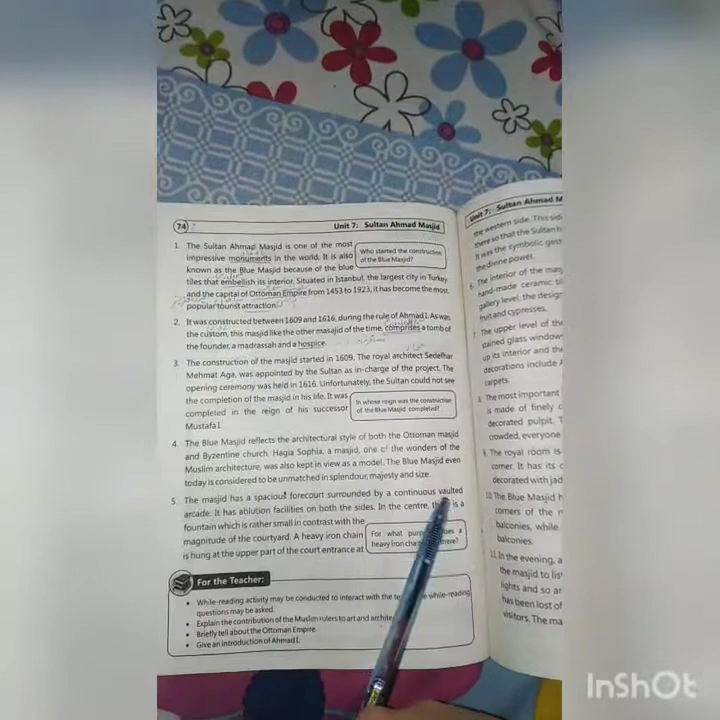 74
Unit 7: Sultan Ahmad Masjid
1. The Sultan Ahmad Masjid is one of the most
impressive monuments in the world. It is also
known as the Blue Masjid because of the blue
Who started the construction
of the Blue Masjid?
tiles that embellish its interior. Situated in Istanbul, the largest city in Turkey
and the capital of Ottoman Empire from 1453 to 1923, it has become the most
popular tourist attraction.
2. It was constructed between 1609 and 1616, during the rule of Ahmad I. As was
the custom, this masjid like the other masajid of the time, comprises a tomb of
the founder, a madrassah and a hospice.
3. The construction of the masjid started in 1609. The royal architect Sedefhar
Mehmat Aga, was appointed by the Sultan as in-charge of the project. The
opening ceremony was held in 1616. Unfortunately, the Sultan could not see
the completion of the masjid in his life. It was
completed in the reign of his successor
Mustafa I.
In whose reign was the construction
of the Blue Masjid completed?
4. The Blue Masjid reflects the architectural style of both the Ottoman masjid
and Byzentine church. Hagia Sophia, a masjid, one of the wonders of the
Muslim architecture, was also kept in view as a model. The Blue Masjid even
today is considered to be unmatched in splendour, majesty and size.
5. The masjid has a spacious forecourt surrounded by a continuous vaulted
arcade. It has ablution facilities on both the sides. In the centre, is a
fountain which is rather small in contrast with the
magnitude of the courtyard. A heavy iron chain
is hung at the upper part of the court entrance at
For what does a
heavy iron there?
For the Teacher:
• While-reading activity may be conducted to interact with the while-reading
questions may be asked.
• Explain the contribution of the Muslim rulers to art and
• Briefly tell about the Ottoman Empire.
• Give an introduction of Ahmad I.
Unit 7: Sultan Ahmad M
the western side. This sid
there so that the Sultan h
It was the symbolic gest
the divine power.
6. The interior of the mas
hand-made ceramic til
gallery level, the design
fruit and cypresses.
7. The upper level of the
stained glass window
up its interior and the
decorations include A
carpets.
8. The most important
is made of finely c
decorated pulpit. T
crowded, everyone
9. The royal room is
corner. It has its c
decorated with jad
10. The Blue Masjid h
corners of the n
balconies, while
balconies.
11. In the evening, a
the masjid to lis
lights and so ar
has been lost of
visitors. The ma
InShOt